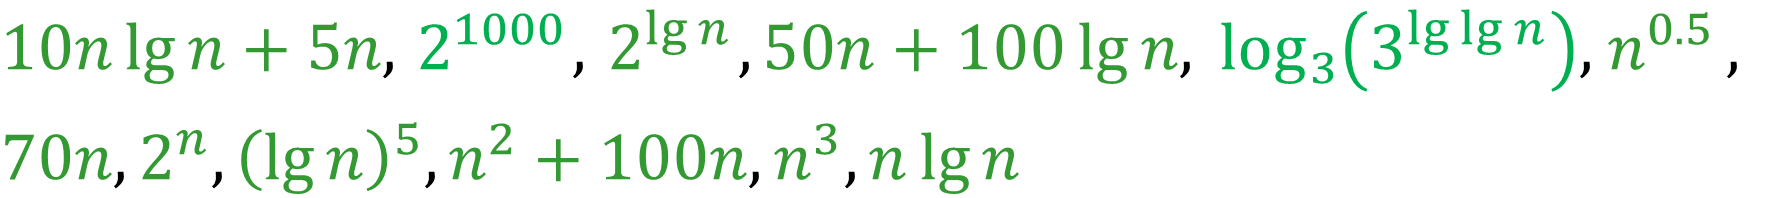 10n lg n + 5n, 2^1000, 2^(lg n), 50n + 100 lg n, log₃(3^(lg lg n)), n^0.5,
70n, 2^n, (lg n)^5, n^2 + 100n, n^3, n lg n